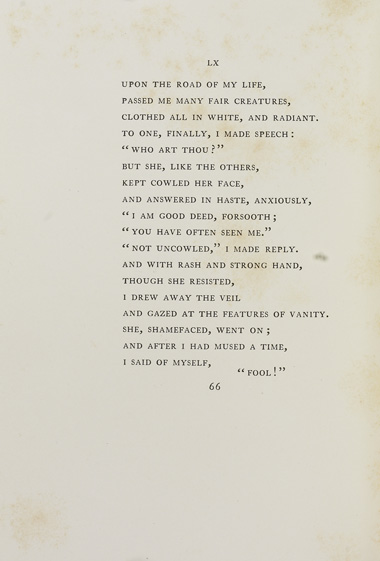 LX
UPON THE ROAD OF MY LIFE,
PASSED ME MANY FAIR CREATURES,
CLOTHED ALL IN WHITE, AND RADIANT.
TO ONE, FINALLY, I MADE SPEECH :
“ WHO ART THOU ? ”
BUT SHE, LIKE THE OTHERS,
KEPT COWLED HER FACE,
AND ANSWERED IN HASTE, ANXIOUSLY,
“ I AM GOOD DEED, FORSOOTH ;
“ YOU HAVE OFTEN SEEN ME.”
“ NOT UNCOWLED,” I MADE REPLY.
AND WITH RASH AND STRONG HAND,
THOUGH SHE RESISTED,
I DREW AWAY THE VEIL
AND GAZED AT THE FEATURES OF VANITY.
SHE, SHAMEFACED, WENT ON ;
AND AFTER I HAD MUSED A TIME,
I SAID OF MYSELF,
“ FOOL ! ”
66